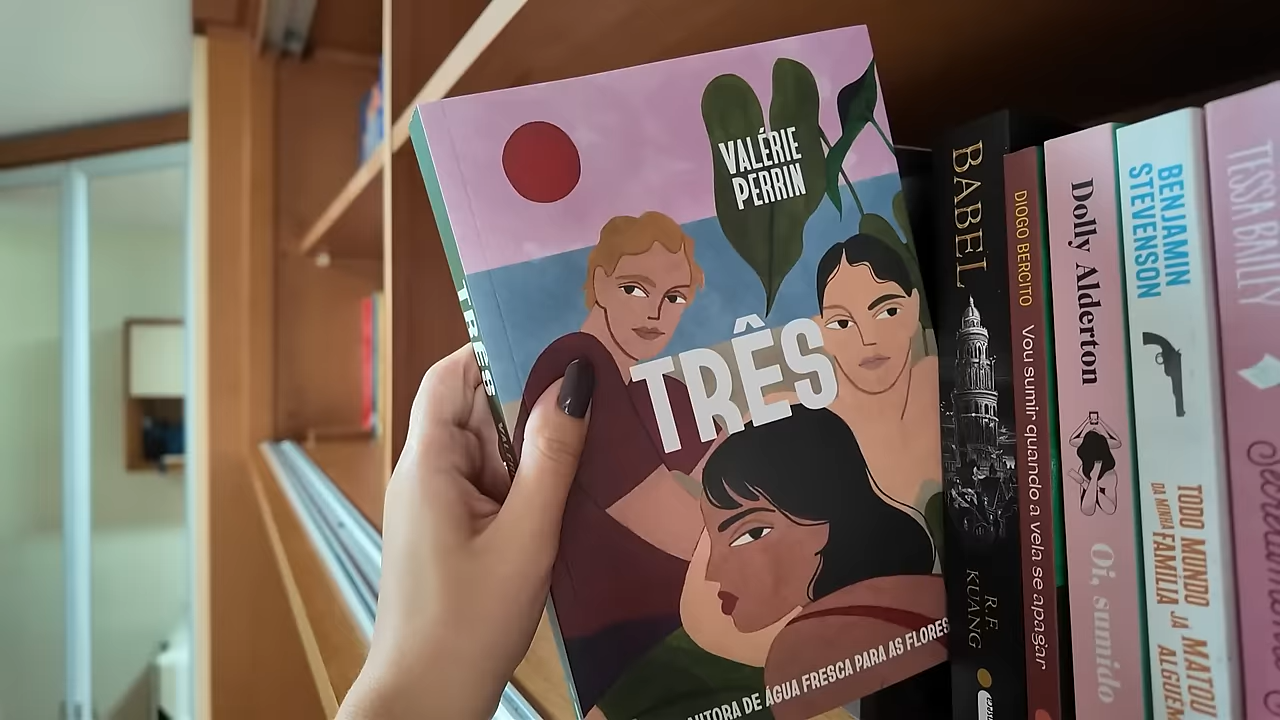 VALÉRIE
PERRIN
TRÊS
AUTORA DE ÁGUA FRESCA PARA AS FLORES
TRÊS
BABEL
R.F.
KUANG
DIOGO BERCITO
Vou sumir quando a vela se apagar
Dolly Alderton
Oi, sumido
BENJAMIN
STEVENSON
TODO MUNDO
DA MINHA FAMÍLIA JÁ MATOU
ALGUÉM
TESSA BAILEY
Secretamente